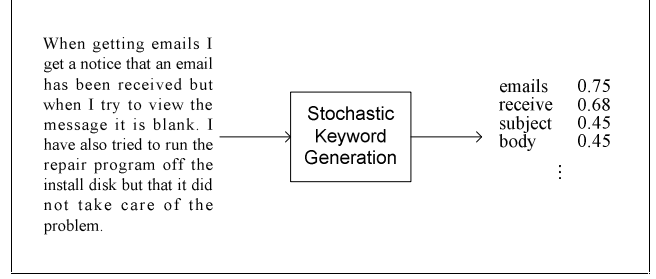 When getting emails I
get a notice that an email
has been received but
when I try to view the
message it is blank. I
have also tried to run the
repair program off the
install disk but that it did
not take care of the
problem.
Stochastic
Keyword
Generation
emails 0.75
receive 0.68
subject 0.45
body 0.45
⋮